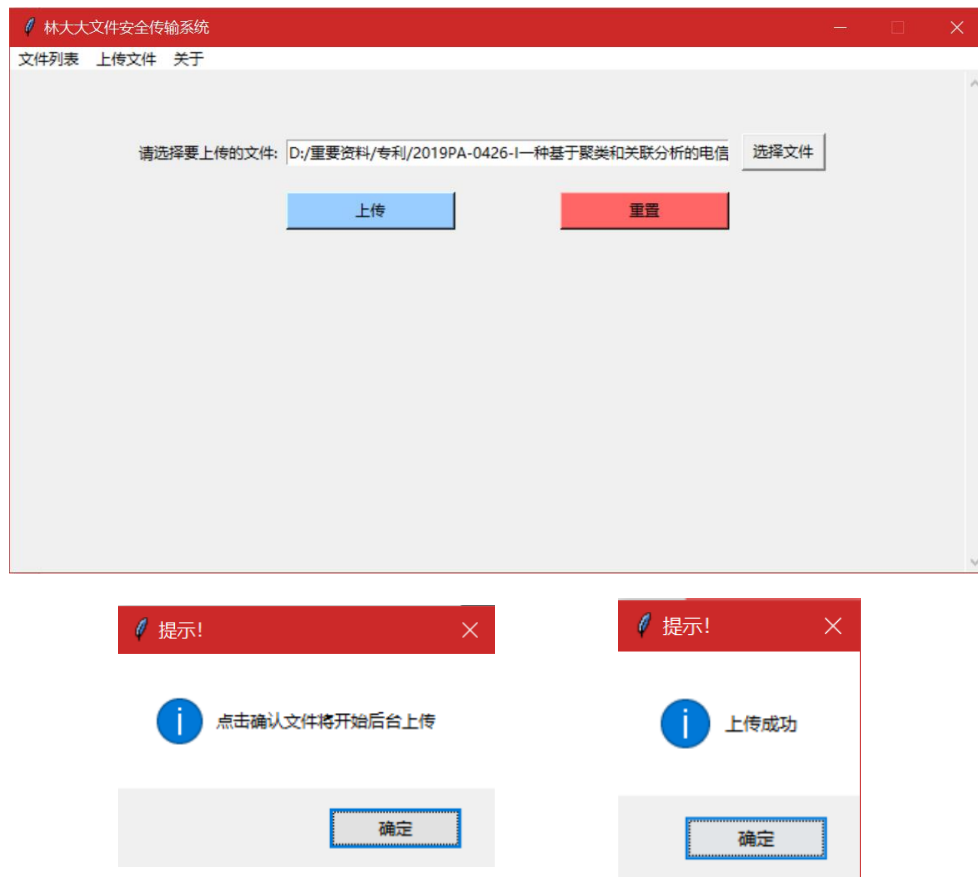 林大大文件安全传输系统
文件列表 上传文件 关于
请选择要上传的文件: D:/重要资料/专利/2019PA-0426-I一种基于聚类和关联分析的电信 选择文件
上传 重置
提示!
点击确认文件将开始后台上传
确定
提示!
上传成功
确定